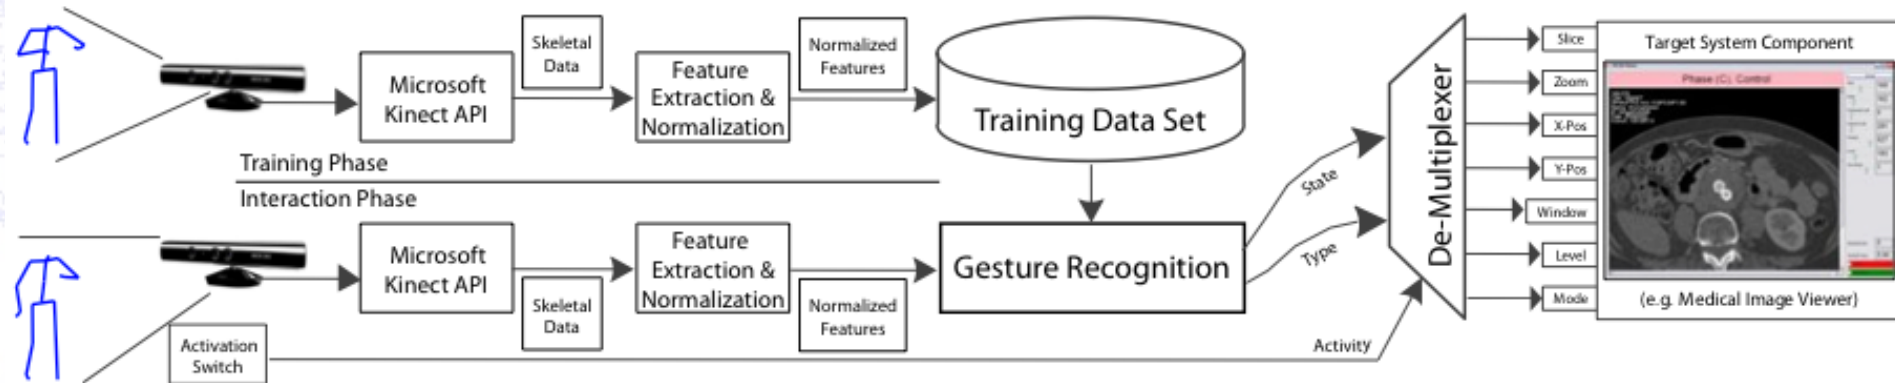 Microsoft
Kinect API
Skeletal
Data
Feature
Extraction &
Normalization
Normalized
Features
Training Data Set
Training Phase
Interaction Phase
Microsoft
Kinect API
Skeletal
Data
Feature
Extraction &
Normalization
Normalized
Features
Gesture Recognition
Activation
Switch
State
Type
Activity
De-Multiplexer
Slice
Zoom
X-Pos
Y-Pos
Window
Level
Mode
Target System Component
Phase (C), Control
(e.g. Medical Image Viewer)